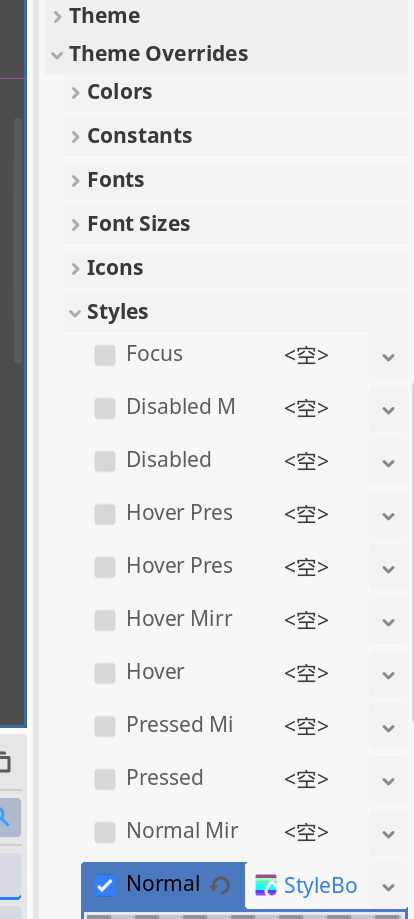 Theme
Theme Overrides
Colors
Constants
Fonts
Font Sizes
Icons
Styles
Focus <空>
Disabled M <空>
Disabled <空>
Hover Pres <空>
Hover Pres <空>
Hover Mirr <空>
Hover <空>
Pressed Mi <空>
Pressed <空>
Normal Mir <空>
Normal StyleBo